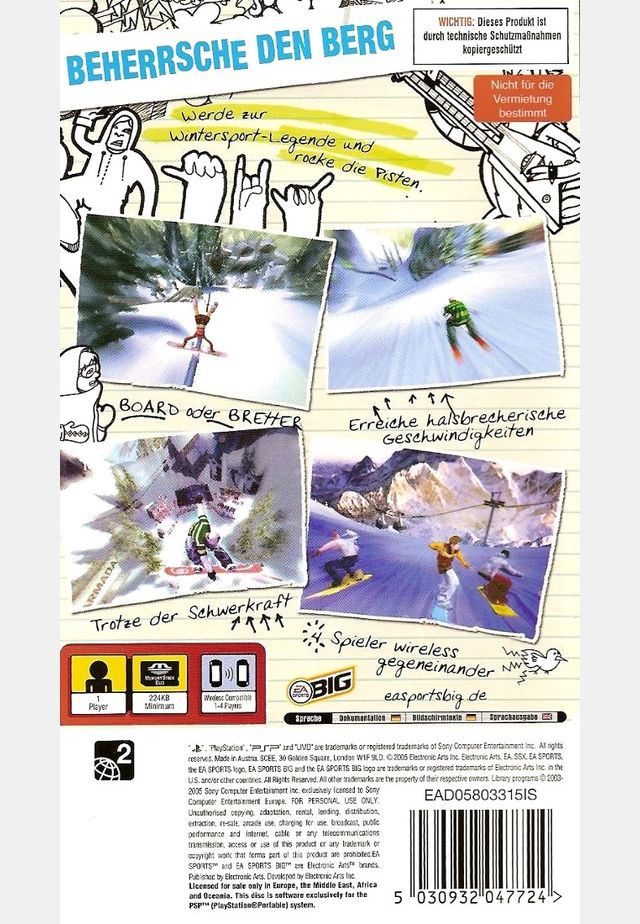 BEHERRSCHE DEN BERG
WICHTIG: Dieses Produkt ist
durch technische Schutzmaßnahmen
kopiergeschützt
Nicht für die
Vermietung
bestimmt
Werde zur
Wintersport-Legende und
rocke die Pisten.
BOARD oder BRETTER
Erreiche halsbrecherische
Geschwindigkeiten
Trotze der Schwerkraft
4 Spieler wireless
gegeneinander
easportsbig.de
1
Player
MEMORY STICK
DUO
224KB
Minimum
Wireless Compatible
1-4 Players
EA
SPORTS
BIG
Sprache Dokumentation Bildschirmtexte Sprachausgabe
2
" ", "PlayStation", "PSP" and "UMD" are trademarks or registered trademarks of Sony Computer Entertainment Inc. All rights
reserved. Made in Austria. SCEE, 30 Golden Square, London W1F 9LD. © 2005 Electronic Arts Inc. Electronic Arts, EA, SSX, EA SPORTS,
the EA SPORTS logo, EA SPORTS BIG and the EA SPORTS BIG logo are trademarks or registered trademarks of Electronic Arts Inc. in the
U.S. and/or other countries. All Rights Reserved. All other trademarks are the property of their respective owners. Library programs © 2003-
2005 Sony Computer Entertainment Inc. exclusively licensed to Sony
Computer Entertainment Europe. FOR PERSONAL USE ONLY.
Unauthorised copying, adaptation, rental, lending, distribution,
extraction, re-sale, arcade use, charging for use, broadcast, public
performance and internet, cable or any telecommunications
transmission, access or use of this product or any trademark or
copyright work that forms part of this product are prohibited.EA
SPORTS™ and EA SPORTS BIG™ are Electronic Arts™ brands.
Published by Electronic Arts. Developed by Electronic Arts Inc.
Licensed for sale only in Europe, the Middle East, Africa
and Oceania. This disc is software exclusively for the
PSP™ (PlayStation®Portable) system.
EAD05803315IS
5 030932 047724 >